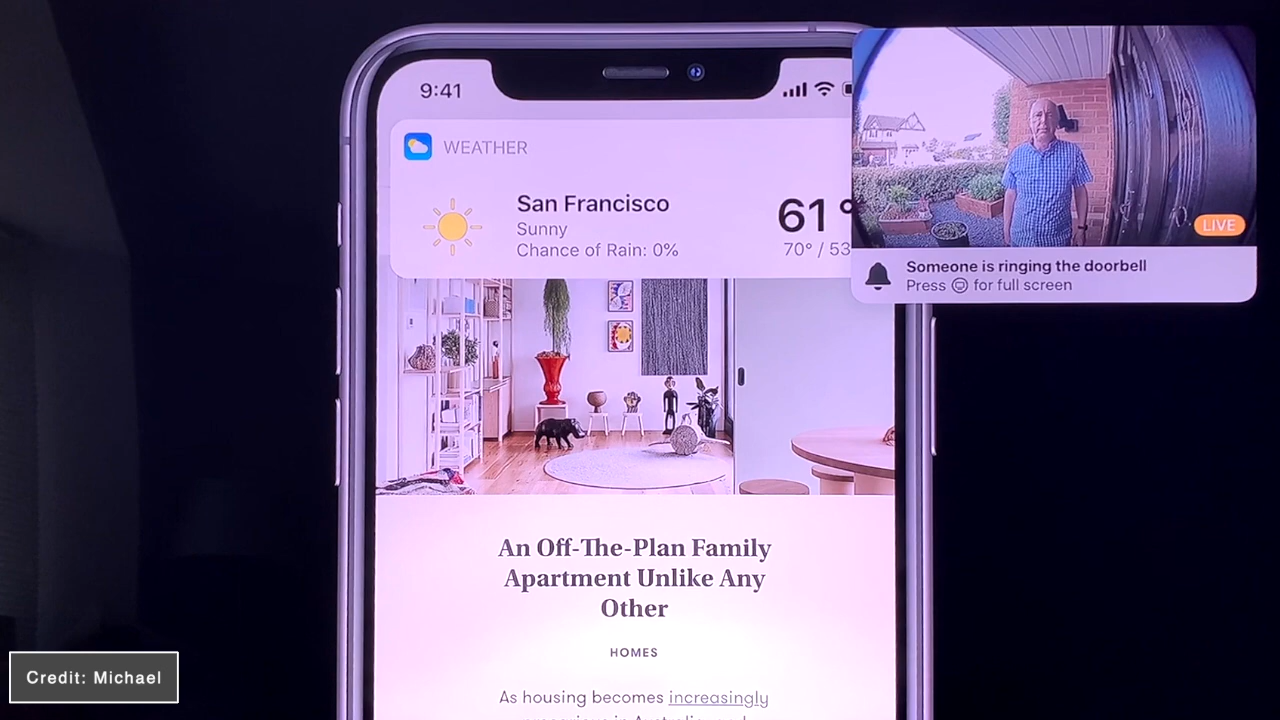 9:41
WEATHER
San Francisco
Sunny
Chance of Rain: 0%
61°
70° / 53
LIVE
Someone is ringing the doorbell
Press for full screen
An Off-The-Plan Family
Apartment Unlike Any
Other
HOMES
As housing becomes increasingly
Credit: Michael